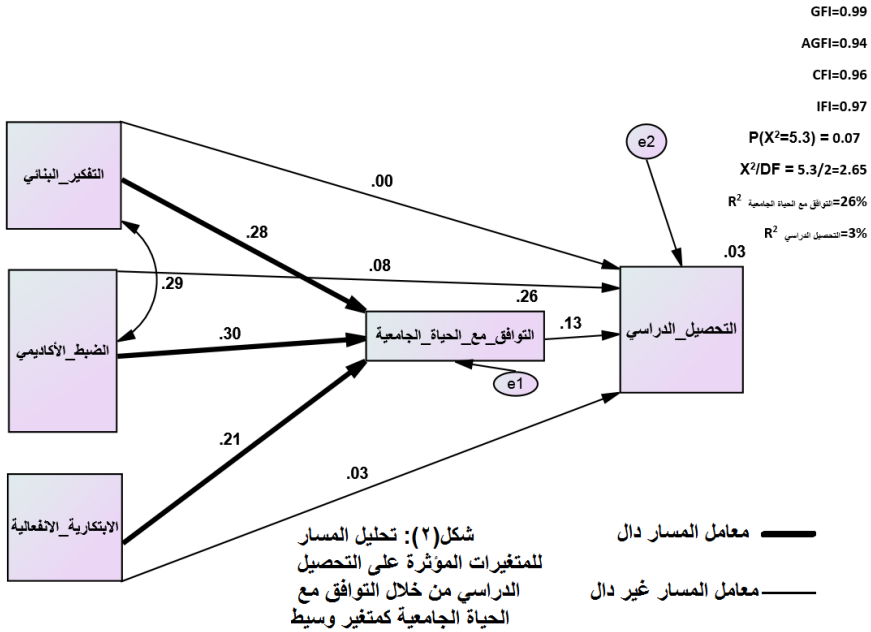 GFI=0.99
AGFI=0.94
CFI=0.96
IFI=0.97
P(X²=5.3) = 0.07
X²/DF = 5.3/2=2.65
R² التوافق مع الحياة الجامعية=26%
R² التحصيل الدراسي=3%
e2
التفكير_البنائي
.00
.28
.03
.08
.29
.26
الضبط_الأكاديمي
.30
التوافق_مع_الحياة_الجامعية
.13
التحصيل_الدراسي
e1
.21
.03
الابتكارية_الانفعالية
شكل(٢): تحليل المسار
للمتغيرات المؤثرة على التحصيل
الدراسي من خلال التوافق مع
الحياة الجامعية كمتغير وسيط
معامل المسار دال
معامل المسار غير دال